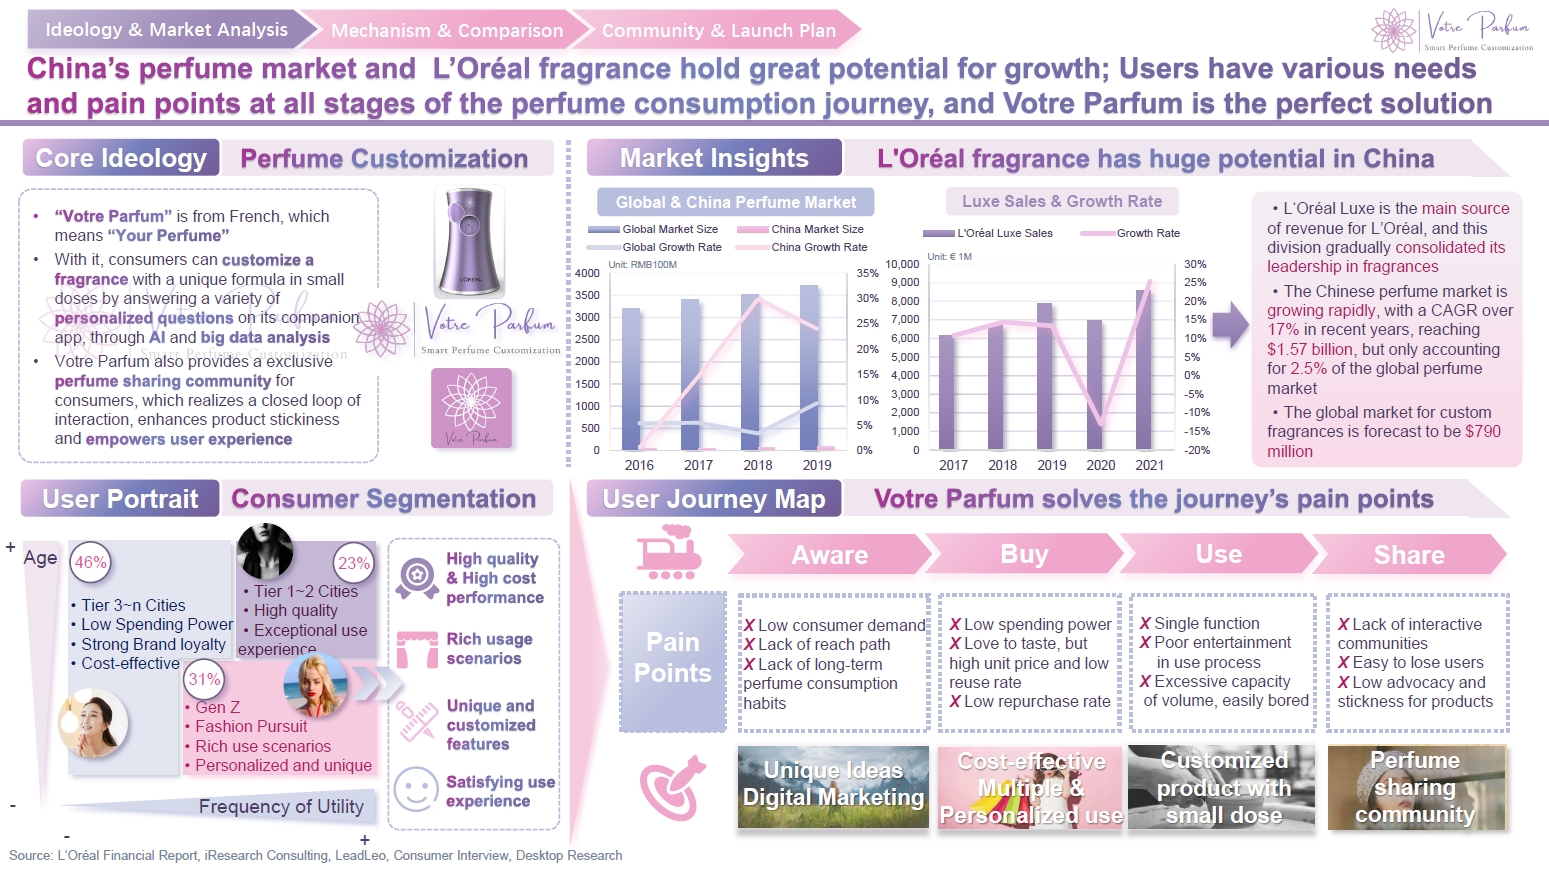 Ideology & Market Analysis
Mechanism & Comparison
Community & Launch Plan
Votre Parfum
Smart Perfume Customization
China’s perfume market and L’Oréal fragrance hold great potential for growth; Users have various needs
and pain points at all stages of the perfume consumption journey, and Votre Parfum is the perfect solution
Core Ideology
Perfume Customization
• “Votre Parfum” is from French, which
means “Your Perfume”
• With it, consumers can customize a
fragrance with a unique formula in small
doses by answering a variety of
personalized questions on its companion
app, through AI and big data analysis
• Votre Parfum also provides a exclusive
perfume sharing community for
consumers, which realizes a closed loop of
interaction, enhances product stickiness
and empowers user experience
Smart Perfume Customization
L'OREAL
Votre Parfum
Smart Perfume Customization
Votre Parfum
Market Insights
L'Oréal fragrance has huge potential in China
Global & China Perfume Market
Global Market Size
China Market Size
Global Growth Rate
China Growth Rate
Unit: RMB100M
4000
3500
3000
2500
2000
1500
1000
500
0
35%
30%
25%
20%
15%
10%
5%
0%
2016
2017
2018
2019
Luxe Sales & Growth Rate
L'Oréal Luxe Sales
Growth Rate
Unit: € 1M
10,000
9,000
8,000
7,000
6,000
5,000
4,000
3,000
2,000
1,000
0
30%
25%
20%
15%
10%
5%
0%
-5%
-10%
-15%
-20%
2017
2018
2019
2020
2021
• L‘Oréal Luxe is the main source
of revenue for L’Oréal, and this
division gradually consolidated its
leadership in fragrances
• The Chinese perfume market is
growing rapidly, with a CAGR over
17% in recent years, reaching
$1.57 billion, but only accounting
for 2.5% of the global perfume
market
• The global market for custom
fragrances is forecast to be $790
million
User Portrait
Consumer Segmentation
+
Age
-
46%
• Tier 3~n Cities
• Low Spending Power
• Strong Brand loyalty
• Cost-effective
23%
• Tier 1~2 Cities
• High quality
• Exceptional use
experience
31%
• Gen Z
• Fashion Pursuit
• Rich use scenarios
• Personalized and unique
Frequency of Utility
-
+
High quality
& High cost
performance
Rich usage
scenarios
Unique and
customized
features
Satisfying use
experience
User Journey Map
Votre Parfum solves the journey’s pain points
Aware
Buy
Use
Share
Pain
Points
X Low consumer demand
X Lack of reach path
X Lack of long-term
perfume consumption
habits
X Low spending power
X Love to taste, but
high unit price and low
reuse rate
X Low repurchase rate
X Single function
X Poor entertainment
in use process
X Excessive capacity
of volume, easily bored
X Lack of interactive
communities
X Easy to lose users
X Low advocacy and
stickness for products
Unique Ideas
Digital Marketing
Cost-effective
Multiple &
Personalized use
Customized
product with
small dose
Perfume
sharing
community
Source: L‘Oréal Financial Report, iResearch Consulting, LeadLeo, Consumer Interview, Desktop Research